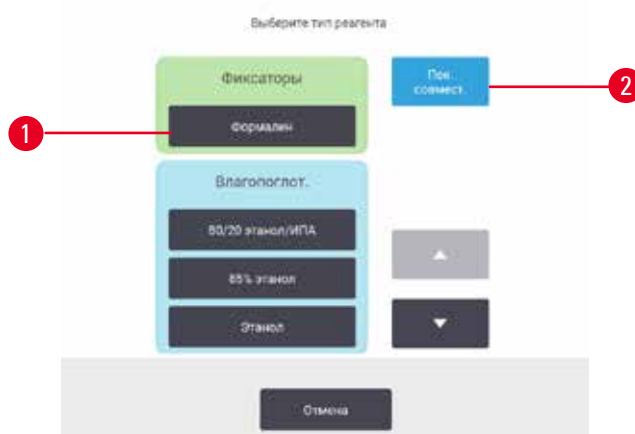 Выберите тип реагента
Фиксаторы
Пок.
совмест.
2
1
Формалин
Влагопоглот.
80/20 этанол/ИПА
85% этанол
Этанол
Отмена